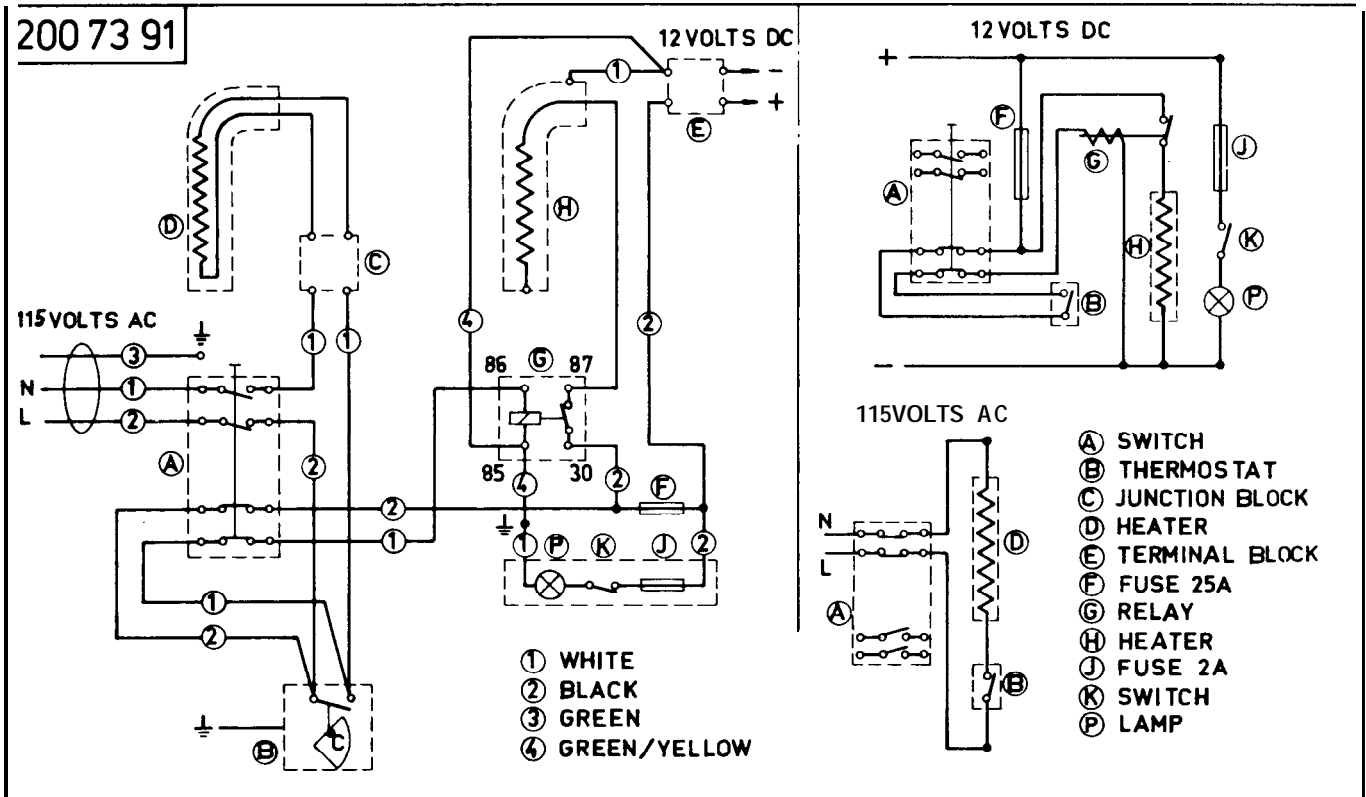 200 73 91
12 VOLTS DC
- 
+
1
E
D
H
C
115 VOLTS AC
3
N 1
L 2
1 1
4
2
86 G 87
A
2
85 30
4 2 F
2
1
1 P K J 2
1
2
B
C
1 WHITE
2 BLACK
3 GREEN
4 GREEN/YELLOW
12 VOLTS DC
+
F
G
J
A
H
K
B
P
-
115VOLTS AC
N
L
D
A
B
A SWITCH
B THERMOSTAT
C JUNCTION BLOCK
D HEATER
E TERMINAL BLOCK
F FUSE 25A
G RELAY
H HEATER
J FUSE 2A
K SWITCH
P LAMP